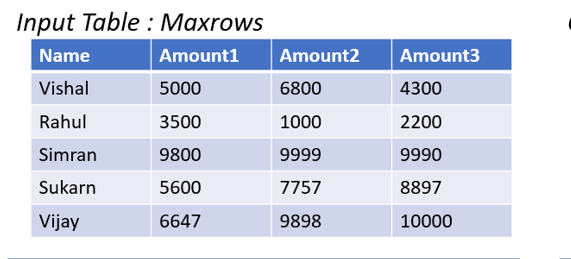 Input Table : Maxrows
Name Amount1 Amount2 Amount3
Vishal 5000 6800 4300
Rahul 3500 1000 2200
Simran 9800 9999 9990
Sukarn 5600 7757 8897
Vijay 6647 9898 10000